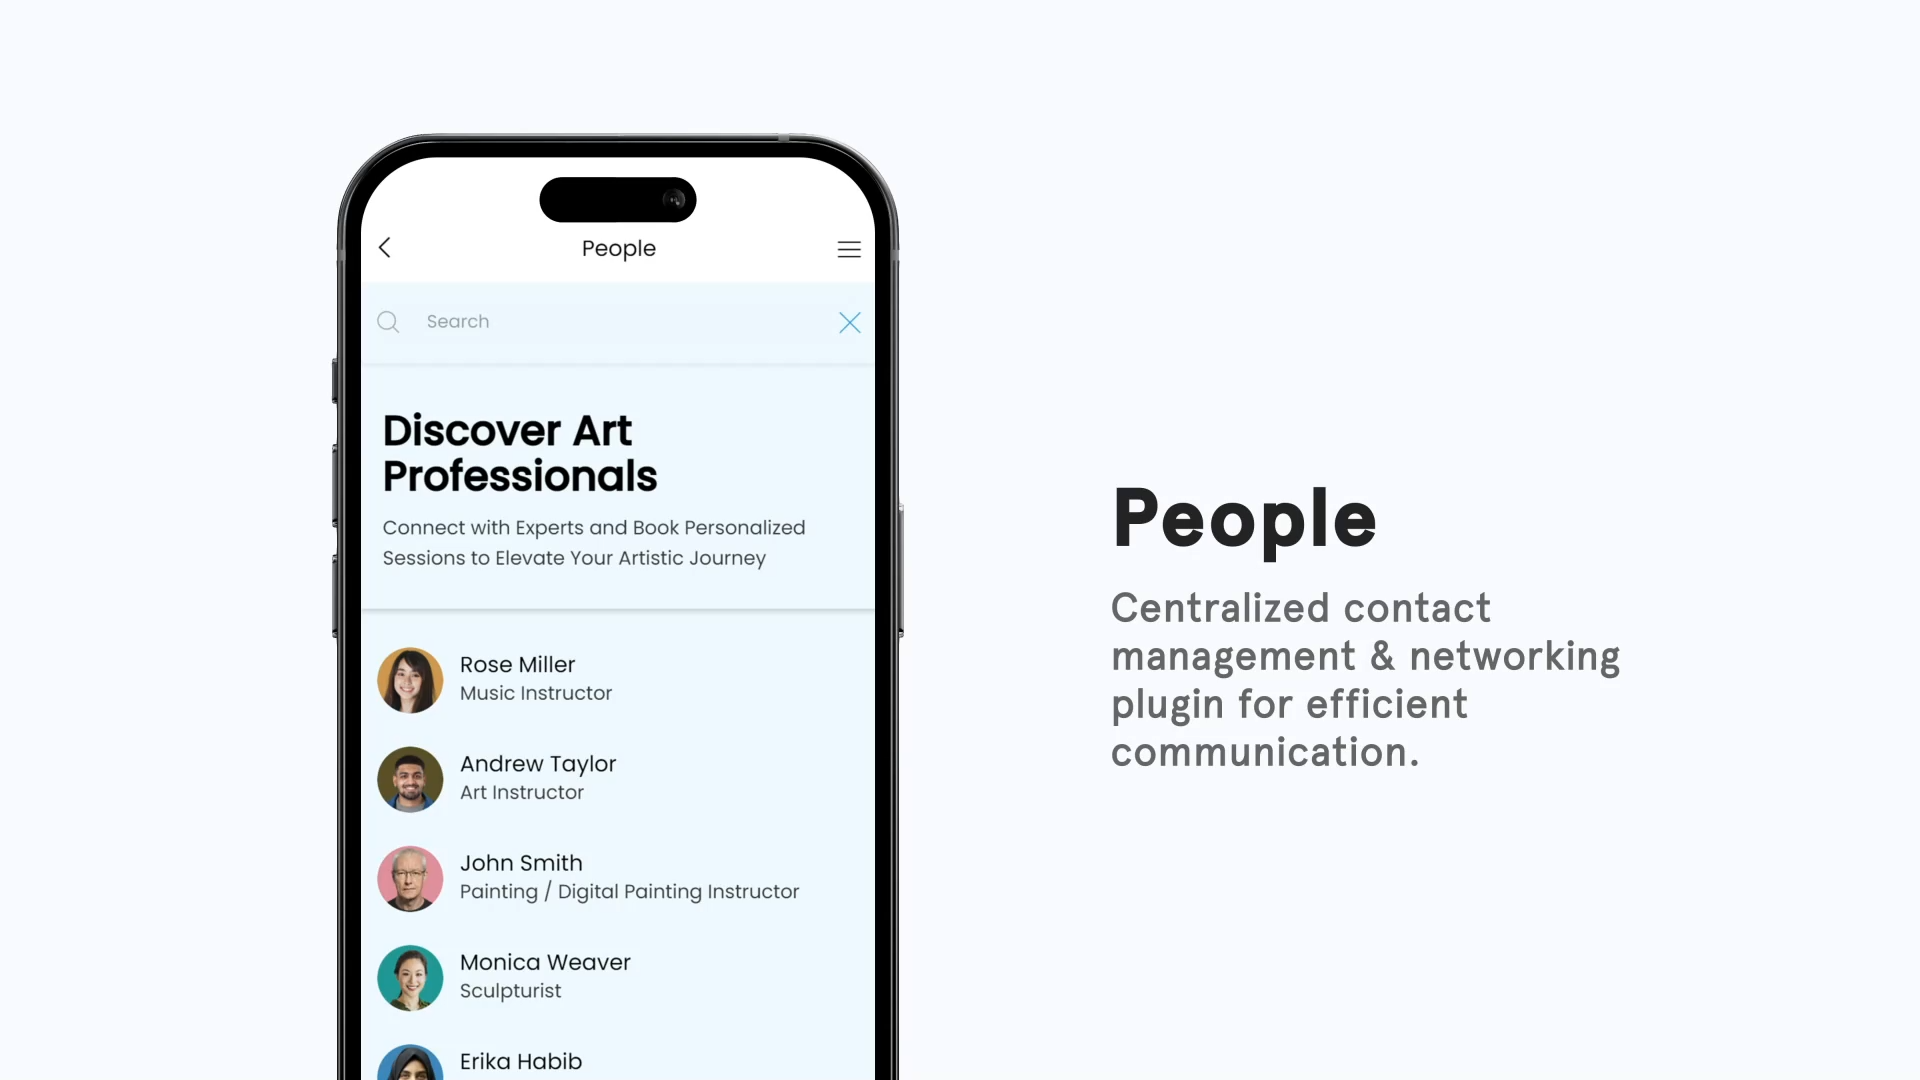 People
Search
Discover Art
Professionals
Connect with Experts and Book Personalized
Sessions to Elevate Your Artistic Journey
Rose Miller
Music Instructor
Andrew Taylor
Art Instructor
John Smith
Painting / Digital Painting Instructor
Monica Weaver
Sculpturist
Erika Habib
People
Centralized contact
management & networking
plugin for efficient
communication.